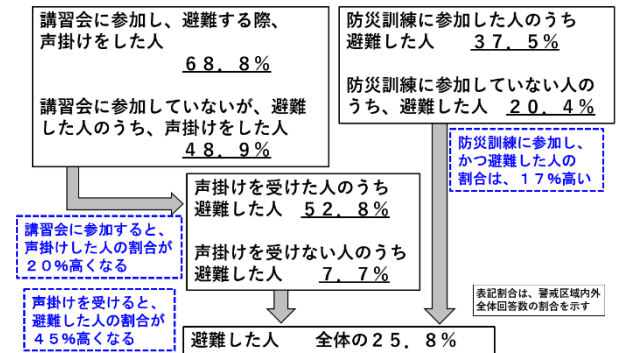 講習会に参加し、避難する際、
声掛けをした人
６８．８％
講習会に参加していないが、避難
した人のうち、声掛けをした人
４８．９％
防災訓練に参加した人のうち
避難した人　３７．５％
防災訓練に参加していない人の
うち、避難した人　２０．４％
防災訓練に参加し、
かつ避難した人の
割合は、１７％高い
声掛けを受けた人のうち
避難した人　５２．８％
声掛けを受けない人のうち
避難した人　７．７％
講習会に参加すると、
声掛けした人の割合が
２０％高くなる
声掛けを受けると、
避難した人の割合が
４５％高くなる
表記割合は、警戒区域内外
全体回答数の割合を示す
避難した人　全体の２５．８％